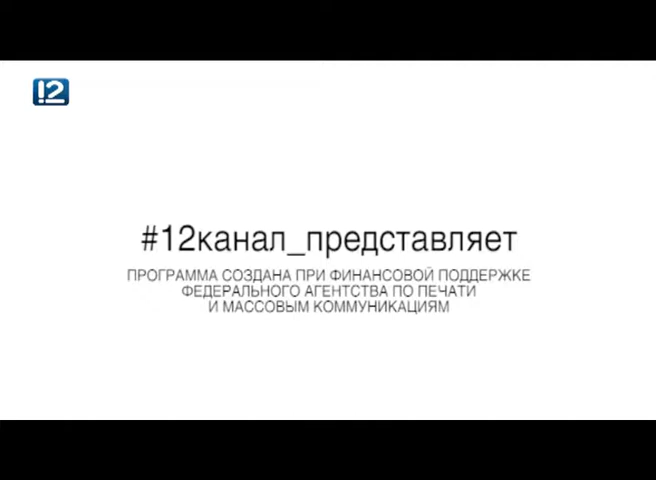 12
#12канал_представляет
ПРОГРАММА СОЗДАНА ПРИ ФИНАНСОВОЙ ПОДДЕРЖКЕ
ФЕДЕРАЛЬНОГО АГЕНТСТВА ПО ПЕЧАТИ
И МАССОВЫМ КОММУНИКАЦИЯМ